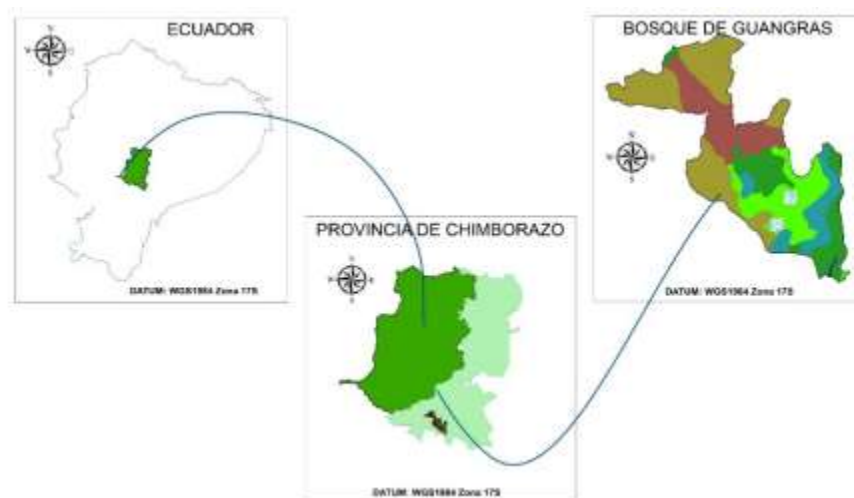 ECUADOR
DATUM: WGS1984 Zona 17S
PROVINCIA DE CHIMBORAZO
DATUM: WGS1984 Zona 17S
BOSQUE DE GUANGRAS
DATUM: WGS1984 Zona 17S